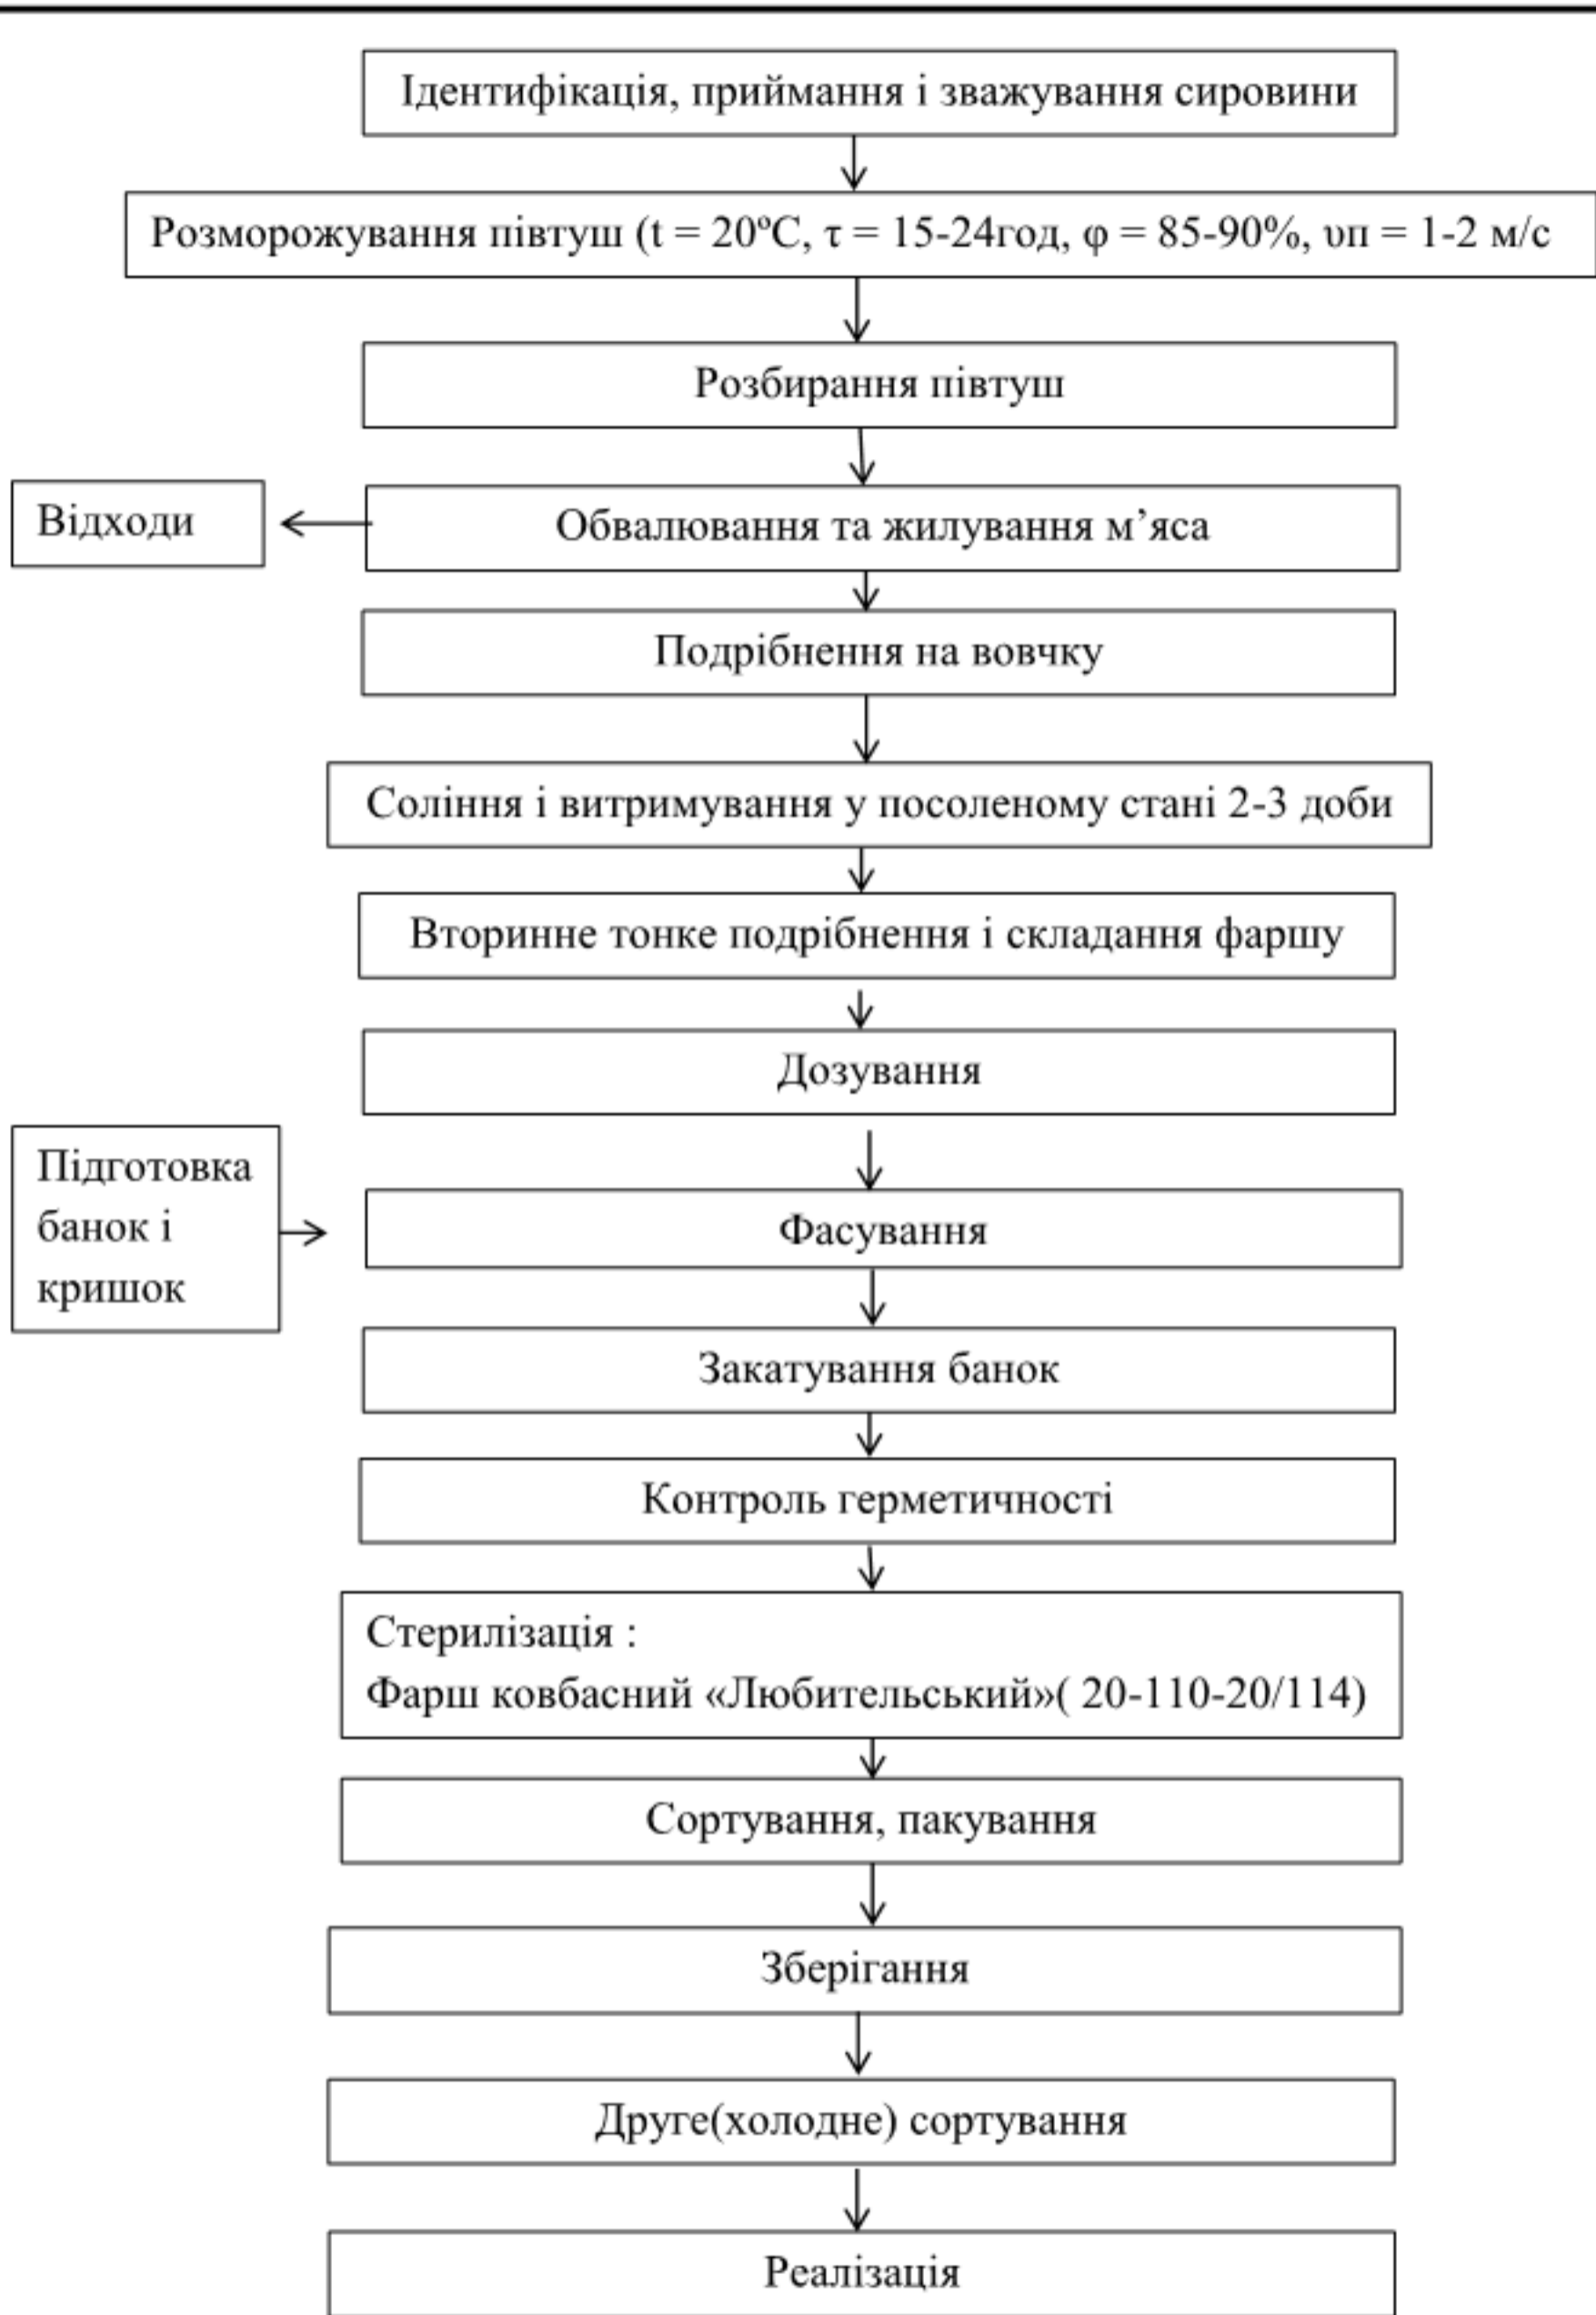 Ідентифікація, приймання і зважування сировини
Розморожування півтуш (t = 20ºС, τ = 15-24год, φ = 85-90%, υп = 1-2 м/с
Розбирання півтуш
Відходи
Обвалювання та жилування м’яса
Подрібнення на вовчку
Соління і витримування у посоленому стані 2-3 доби
Вторинне тонке подрібнення і складання фаршу
Дозування
Підготовка
банок і
кришок
Фасування
Закатування банок
Контроль герметичності
Стерилізація :
Фарш ковбасний «Любительський»( 20-110-20/114)
Сортування, пакування
Зберігання
Друге(холодне) сортування
Реалізація